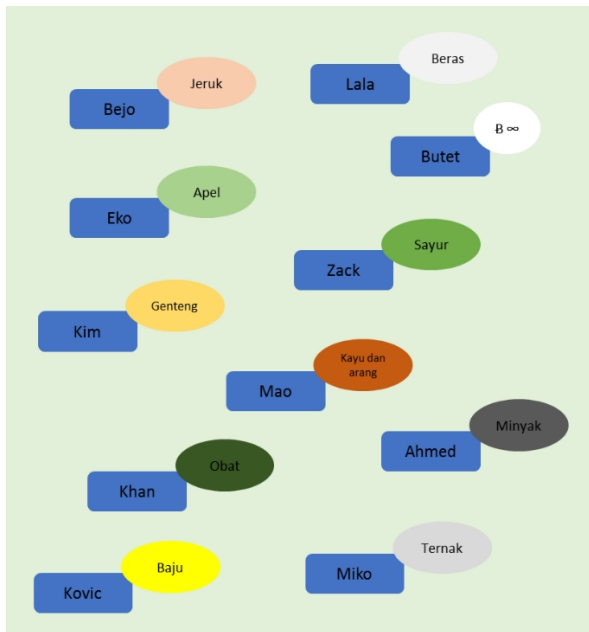 Jeruk
Bejo
Beras
Lala
Ƀ ∞
Butet
Apel
Eko
Sayur
Zack
Genteng
Kim
Kayu dan
arang
Mao
Minyak
Ahmed
Obat
Khan
Ternak
Miko
Baju
Kovic